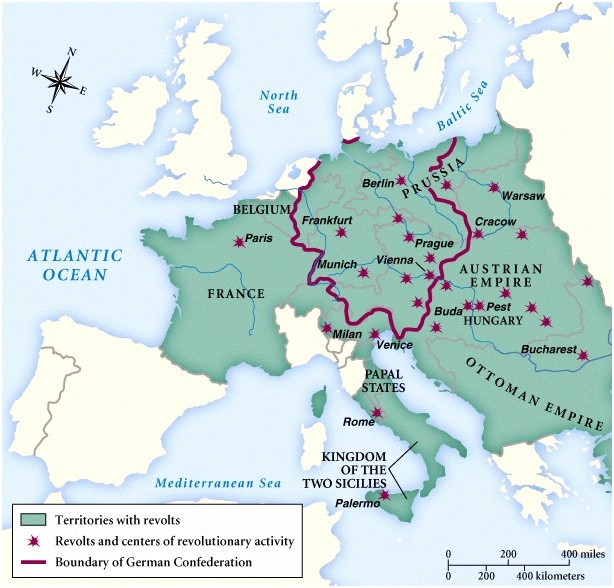 N
W
E
S
North
Sea
Baltic Sea
Berlin
PRUSSIA
Warsaw
BELGIUM
Frankfurt
Cracow
Paris
Prague
ATLANTIC
OCEAN
Munich
Vienna
AUSTRIAN
EMPIRE
FRANCE
Buda
Pest
HUNGARY
Milan
Venice
Bucharest
OTTOMAN EMPIRE
PAPAL
STATES
Rome
KINGDOM
OF THE
TWO SICILIES
Mediterranean Sea
Palermo
Territories with revolts
Revolts and centers of revolutionary activity
Boundary of German Confederation
0 200 400 miles
0 200 400 kilometers